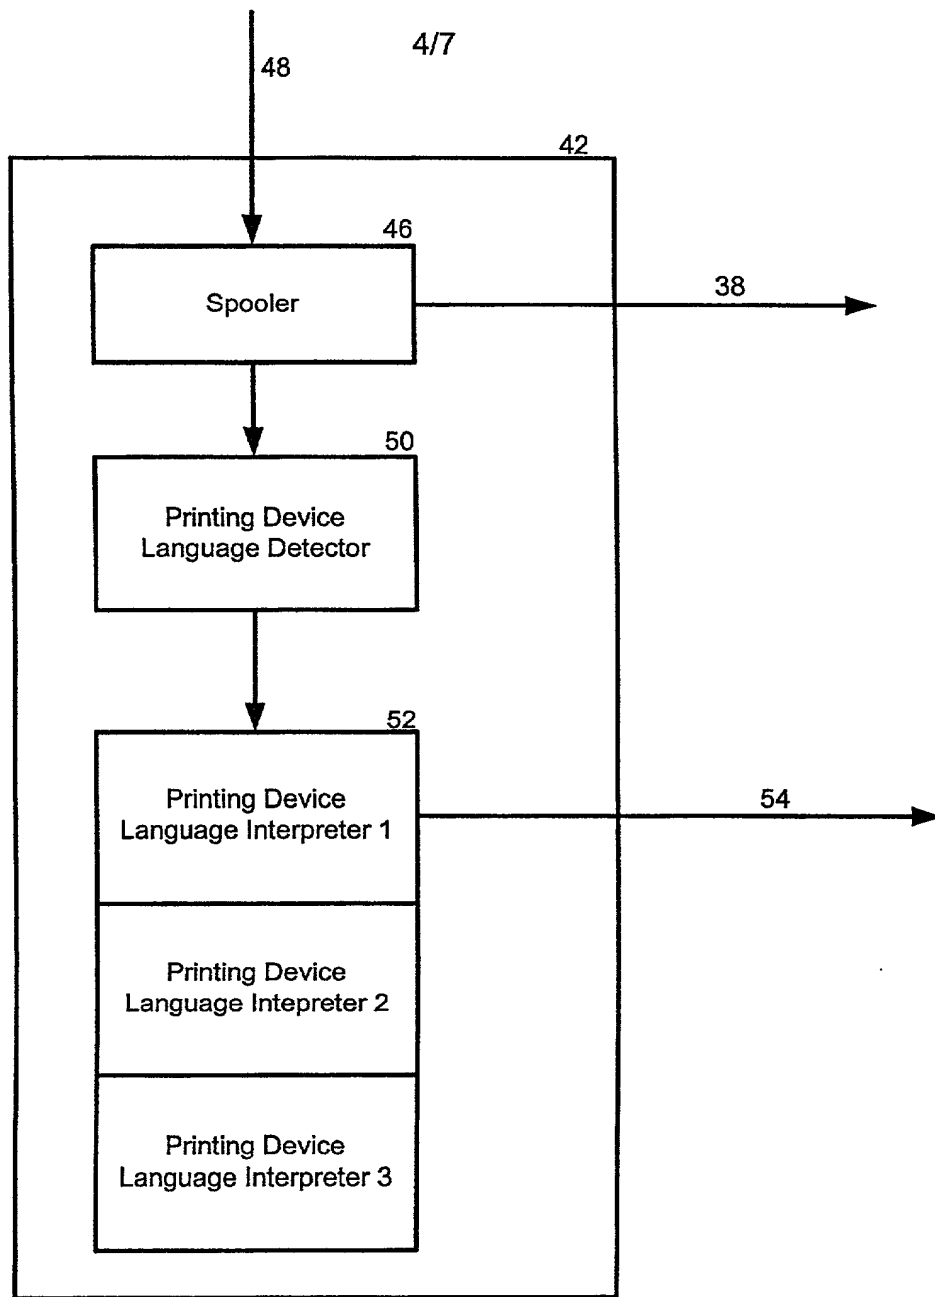 4/7
48
42
46
Spooler
38
50
Printing Device
Language Detector
52
Printing Device
Language Interpreter 1
54
Printing Device
Language Intepreter 2
Printing Device
Language Interpreter 3